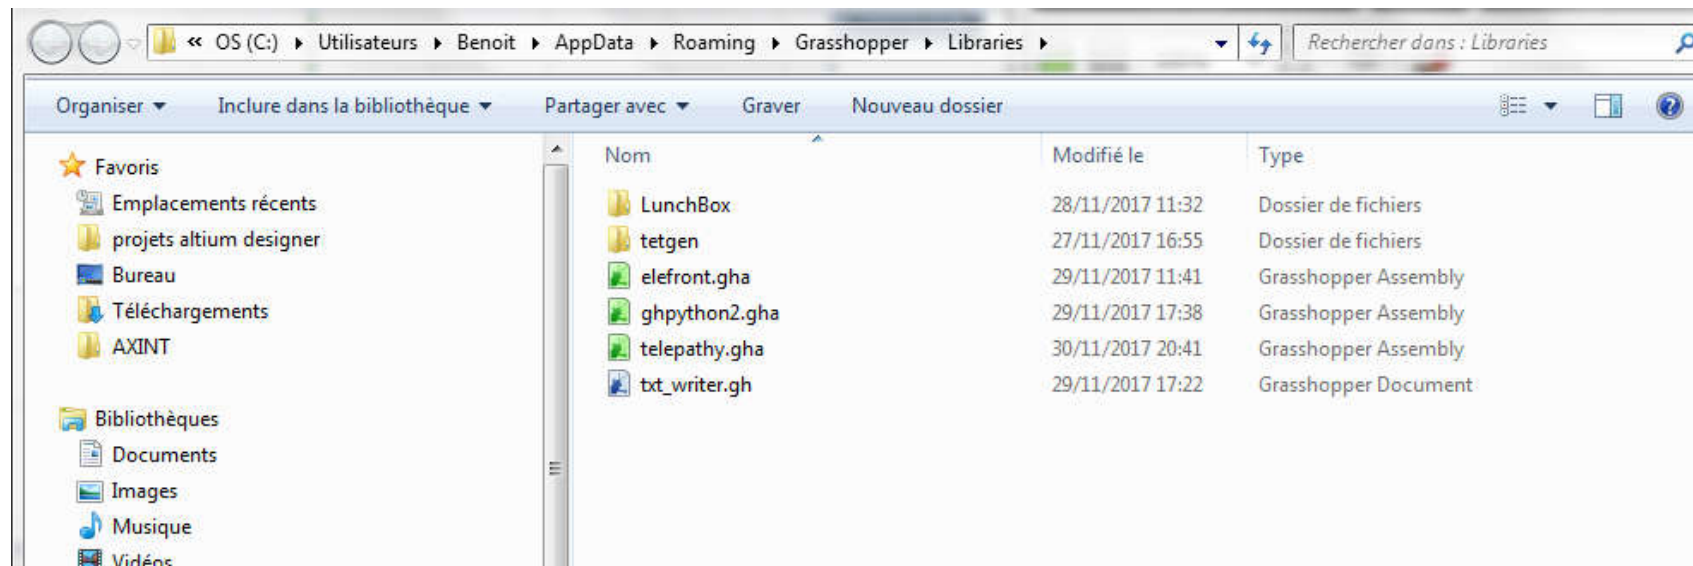 « OS (C:) ▸ Utilisateurs ▸ Benoit ▸ AppData ▸ Roaming ▸ Grasshopper ▸ Libraries ▸
Rechercher dans : Libraries
Organiser ▾ Inclure dans la bibliothèque ▾ Partager avec ▾ Graver Nouveau dossier
Favoris
Emplacements récents
projets altium designer
Bureau
Téléchargements
AXINT
Bibliothèques
Documents
Images
Musique
Vidéos
Nom Modifié le Type
LunchBox 28/11/2017 11:32 Dossier de fichiers
tetgen 27/11/2017 16:55 Dossier de fichiers
elefront.gha 29/11/2017 11:41 Grasshopper Assembly
ghpython2.gha 29/11/2017 17:38 Grasshopper Assembly
telepathy.gha 30/11/2017 20:41 Grasshopper Assembly
txt_writer.gh 29/11/2017 17:22 Grasshopper Document